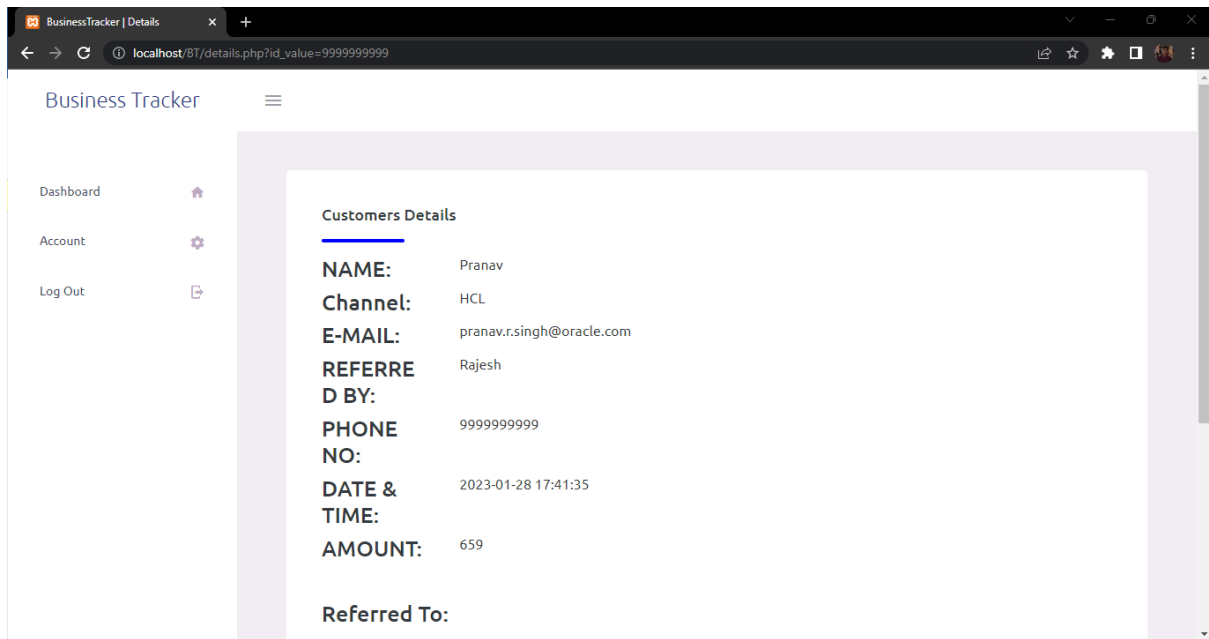 BusinessTracker | Details
localhost/BT/details.php?id_value=9999999999
Business Tracker
Dashboard
Account
Log Out
Customers Details
NAME: Pranav
Channel: HCL
E-MAIL: pranav.r.singh@oracle.com
REFERRE Rajesh
D BY:
PHONE 9999999999
NO:
DATE & 2023-01-28 17:41:35
TIME:
AMOUNT: 659
Referred To: